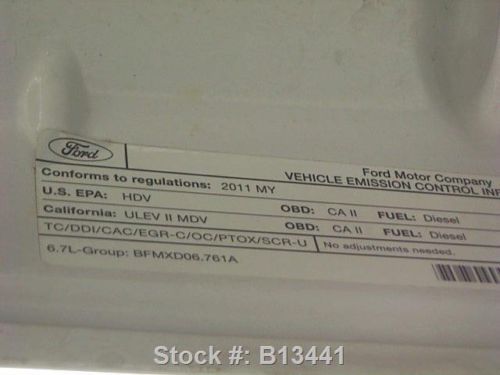 Ford
Ford Motor Company
VEHICLE EMISSION CONTROL INF
Conforms to regulations: 2011 MY
U.S. EPA: HDV OBD: CA II FUEL: Diesel
California: ULEV II MDV OBD: CA II FUEL: Diesel
TC/DDI/CAC/EGR-C/OC/PTOX/SCR-U No adjustments needed.
6.7L-Group: BFMXD06.761A
Stock #: B13441